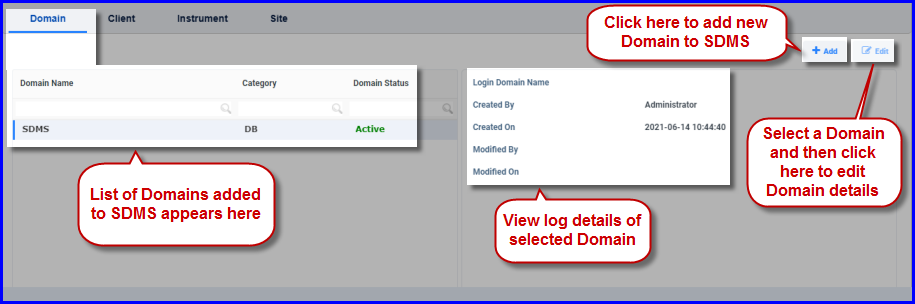 Domain Client Instrument Site
Click here to add new
Domain to SDMS
Add Edit
Domain Name Category Domain Status
SDMS DB Active
Login Domain Name
Created By Administrator
Created On 2021-06-14 10:44:40
Modified By
Modified On
List of Domains added
to SDMS appears here
View log details of
selected Domain
Select a Domain
and then click
here to edit
Domain details